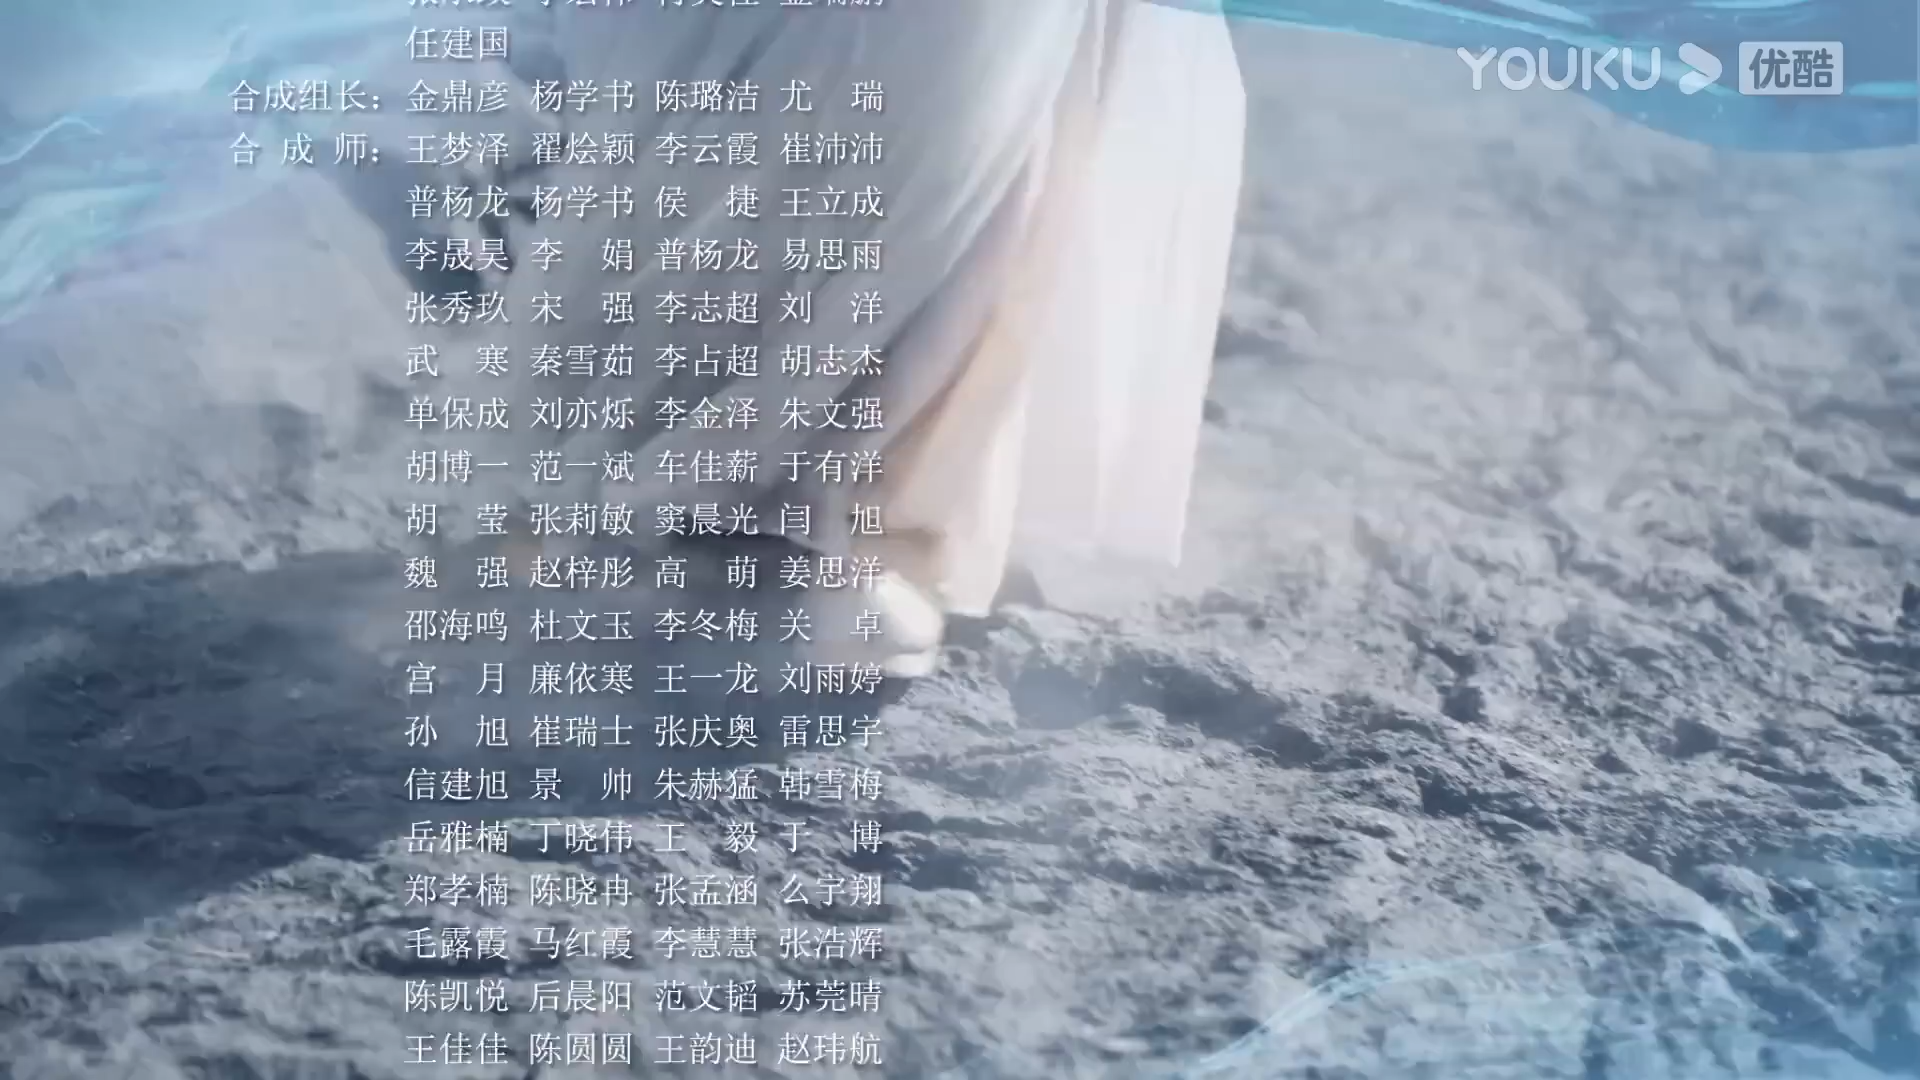 任建国
YOUKU 优酷
合成组长：金鼎彦 杨学书 陈璐洁 尤 瑞
合 成 师：王梦泽 翟烩颖 李云霞 崔沛沛
普杨龙 杨学书 侯 捷 王立成
李晟昊 李 娟 普杨龙 易思雨
张秀玖 宋 强 李志超 刘 洋
武 寒 秦雪茹 李占超 胡志杰
单保成 刘亦烁 李金泽 朱文强
胡博一 范一斌 车佳薪 于有洋
胡 莹 张莉敏 窦晨光 闫 旭
魏 强 赵梓彤 高 萌 姜思洋
邵海鸣 杜文玉 李冬梅 关 卓
宫 月 廉依寒 王一龙 刘雨婷
孙 旭 崔瑞士 张庆奥 雷思宇
信建旭 景 帅 朱赫猛 韩雪梅
岳雅楠 丁晓伟 王 毅 于 博
郑孝楠 陈晓冉 张孟涵 么宇翔
毛露霞 马红霞 李慧慧 张浩辉
陈凯悦 后晨阳 范文韬 苏莞晴
王佳佳 陈圆圆 王韵迪 赵玮航